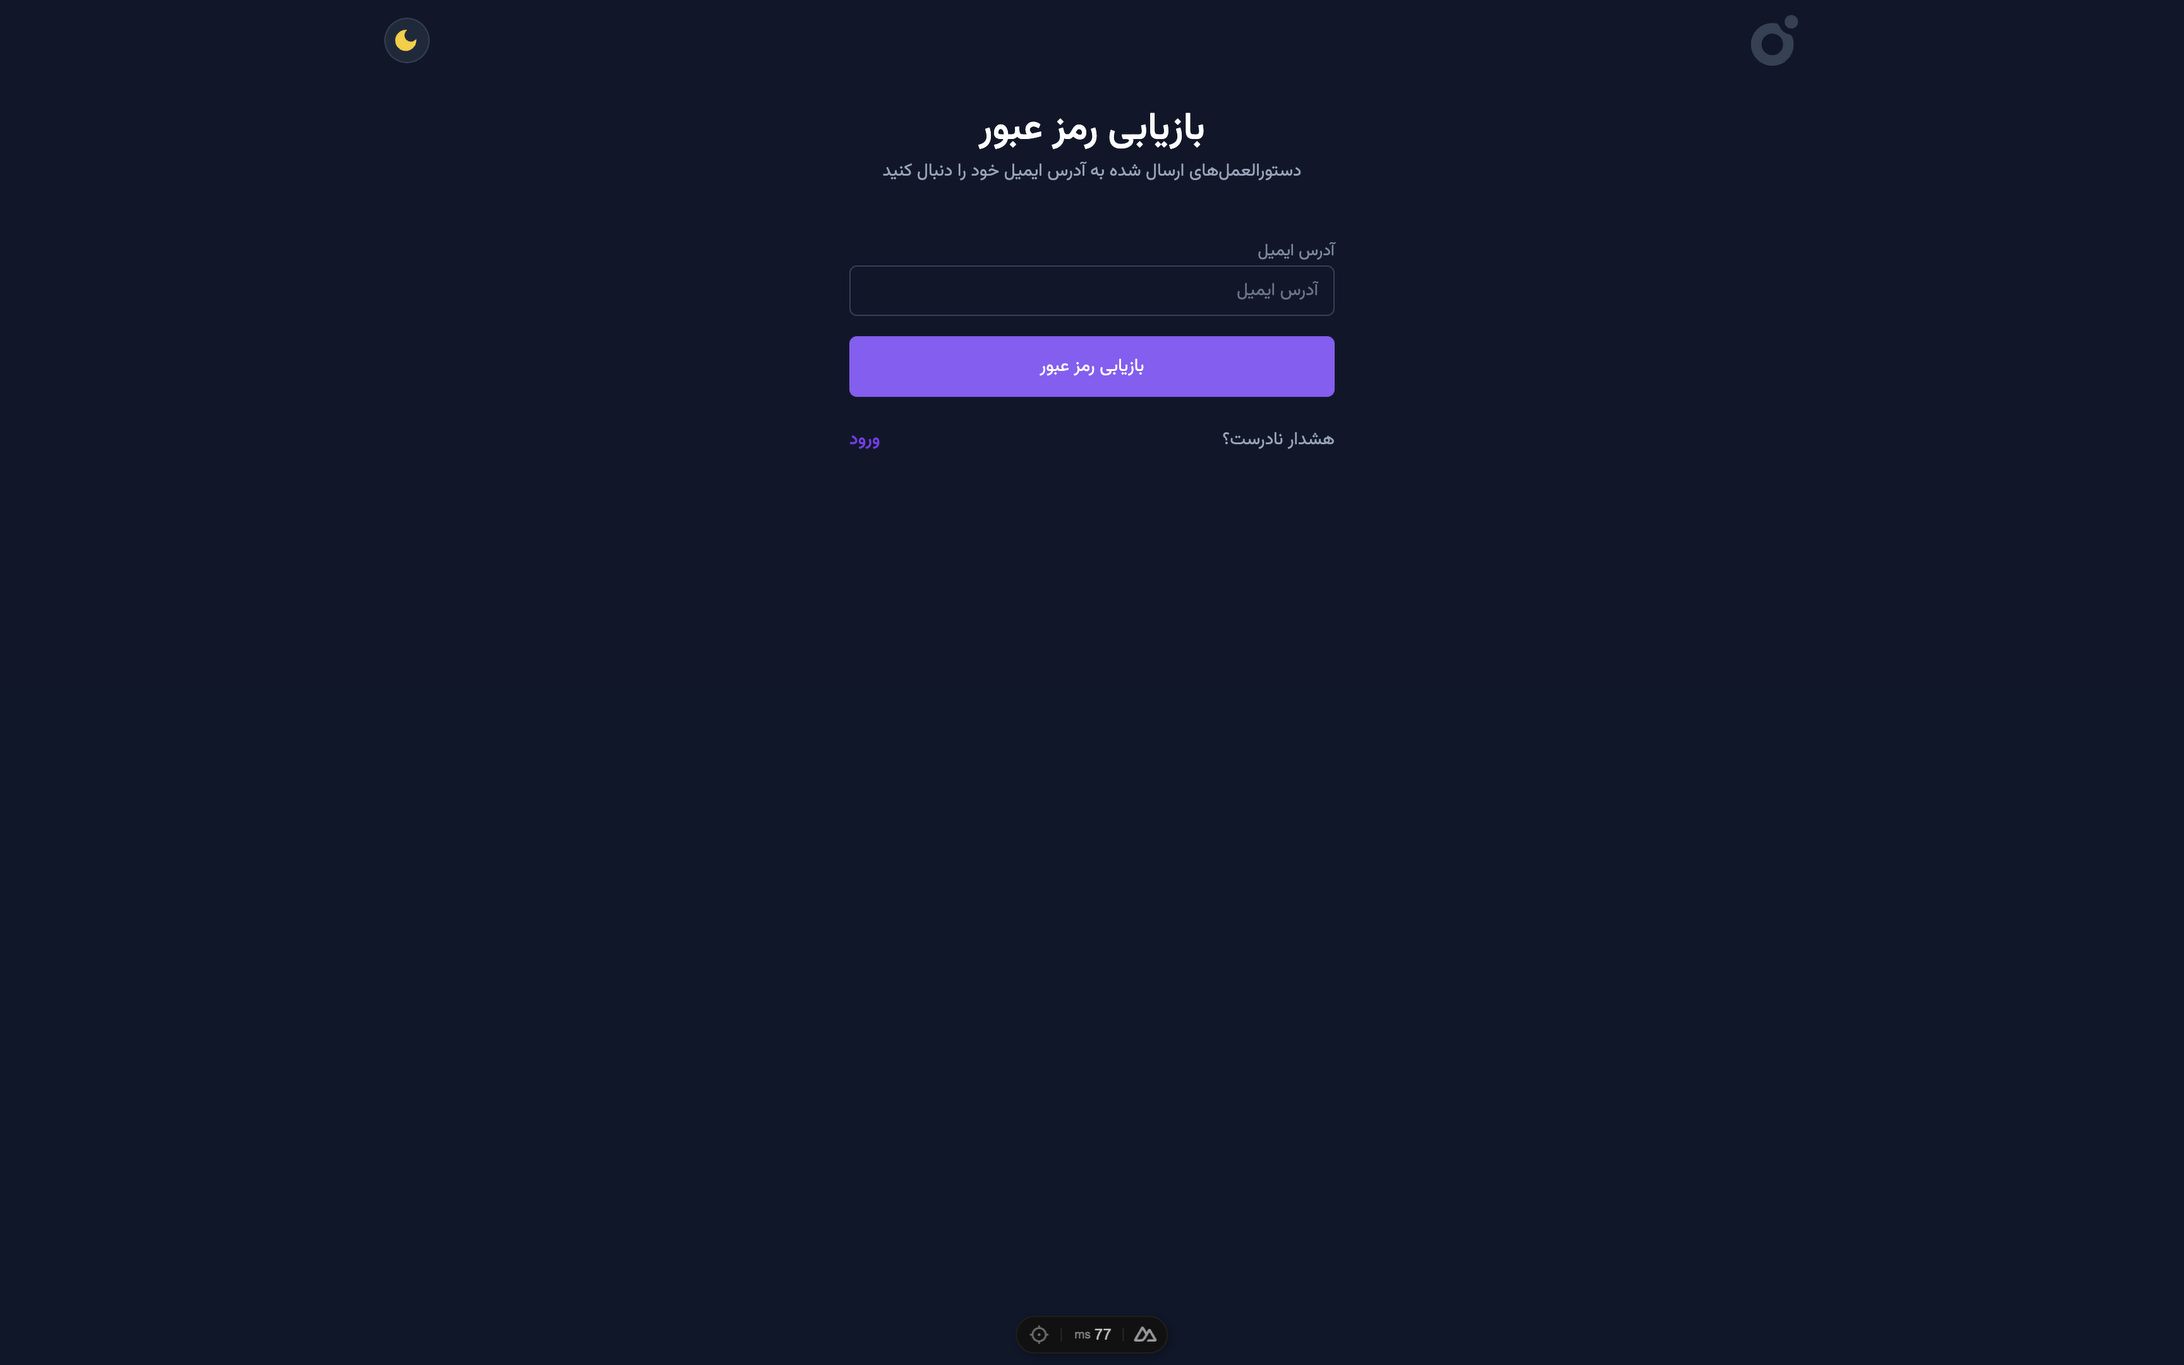 بازیابی رمز عبور
دستورالعمل‌های ارسال شده به آدرس ایمیل خود را دنبال کنید
آدرس ایمیل
آدرس ایمیل
بازیابی رمز عبور
هشدار نادرست؟
ورود
77 ms